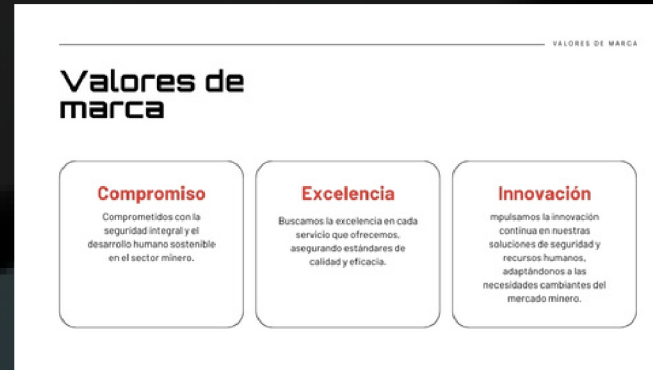 VALORES DE MARCA
Valores de
marca
Compromiso
Comprometidos con la
seguridad integral y el
desarrollo humano sostenible
en el sector minero.
Excelencia
Buscamos la excelencia en cada
servicio que ofrecemos,
asegurando estándares de
calidad y eficacia.
Innovación
mpulsamos la innovación
continua en nuestras
soluciones de seguridad y
recursos humanos,
adaptándonos a las
necesidades cambiantes del
mercado minero.